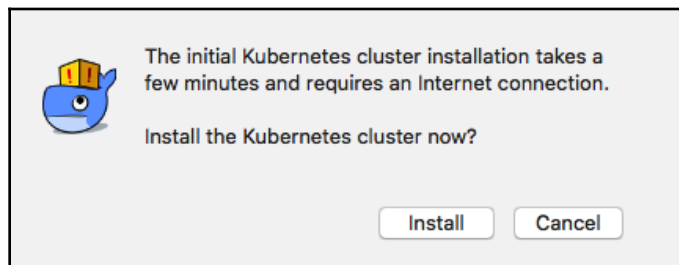 The initial Kubernetes cluster installation takes a
few minutes and requires an Internet connection.
Install the Kubernetes cluster now?
Install
Cancel